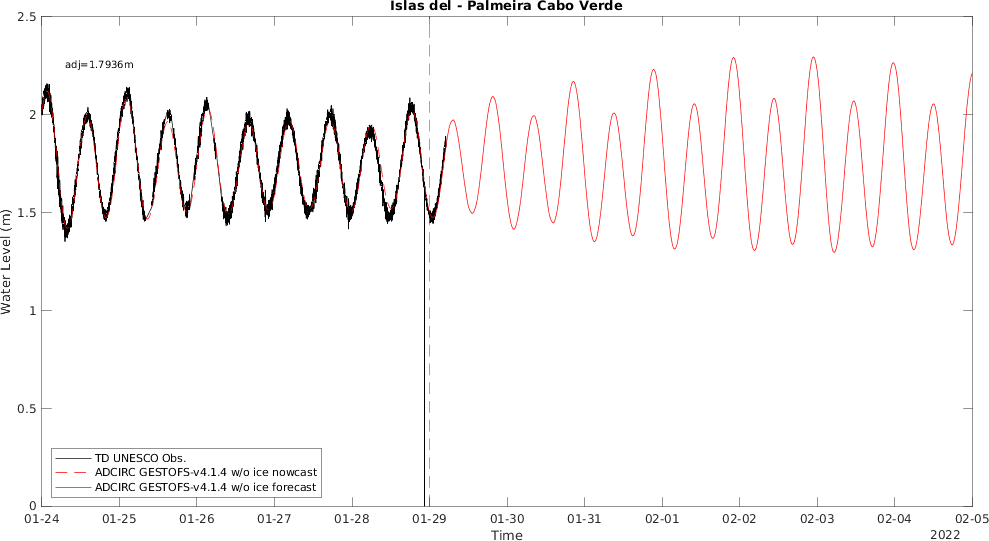 Islas del - Palmeira Cabo Verde
2.5
adj=1.7936m
2
1.5
1
0.5
0
Water Level (m)
TD UNESCO Obs.
ADCIRC GESTOFS-v4.1.4 w/o ice nowcast
ADCIRC GESTOFS-v4.1.4 w/o ice forecast
01-24 01-25 01-26 01-27 01-28 01-29 01-30 01-31 02-01 02-02 02-03 02-04 02-05
Time
2022